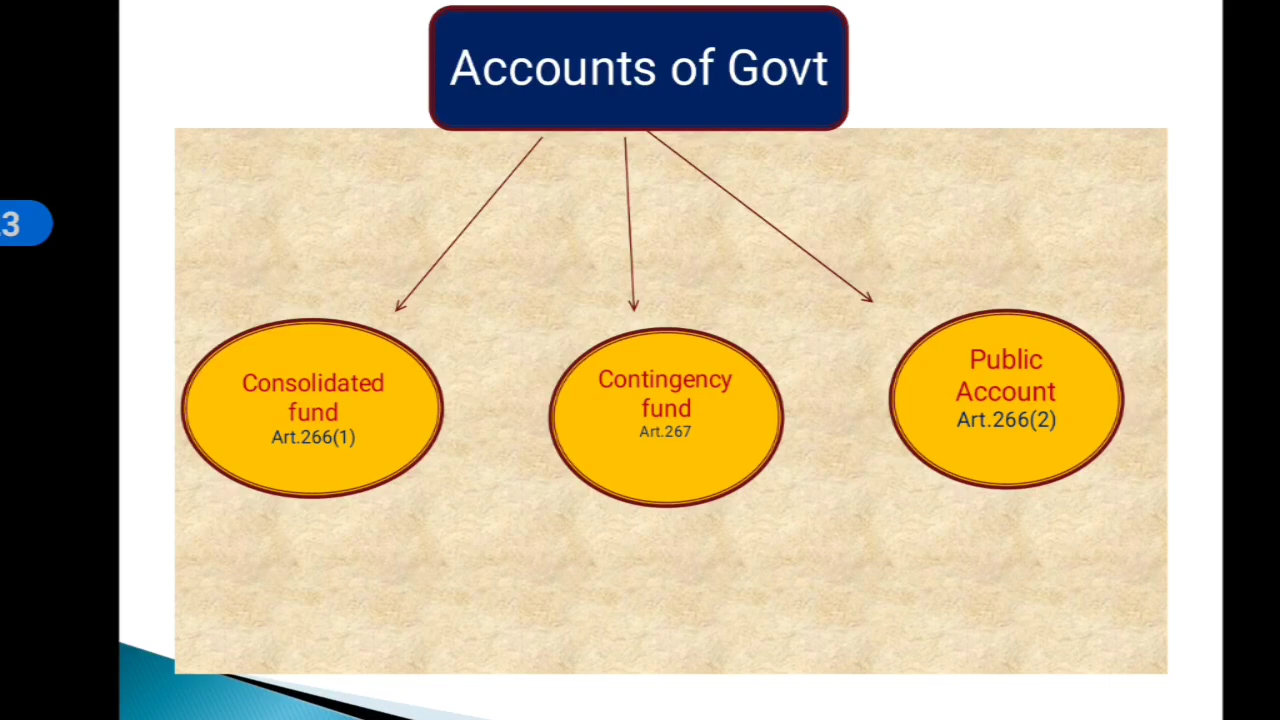 Accounts of Govt
3
Consolidated
fund
Art.266(1)
Contingency
fund
Art.267
Public
Account
Art.266(2)